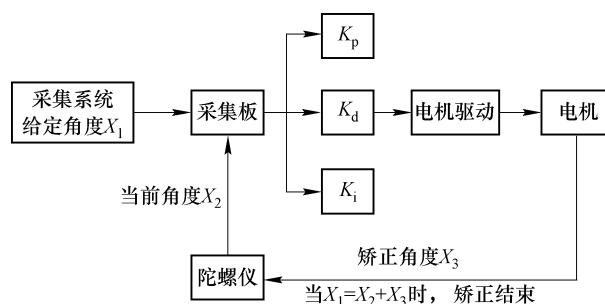 Kp
采集系统
给定角度X1
采集板
Kd
电机驱动
电机
当前角度X2
Ki
陀螺仪
矫正角度X3
当X1=X2+X3时，矫正结束